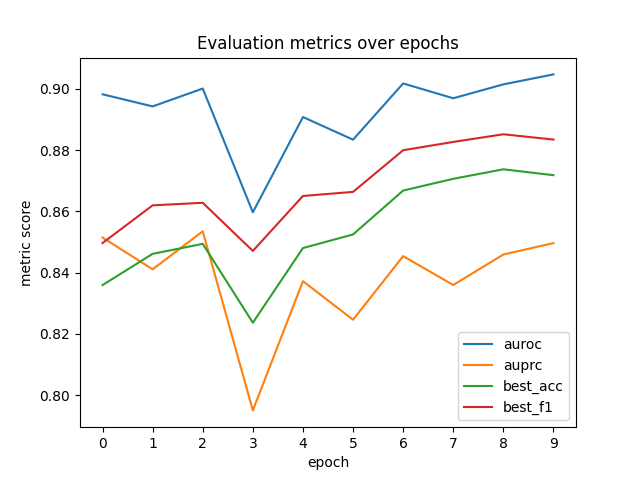 Evaluation metrics over epochs
metric score
0.90
0.88
0.86
0.84
0.82
0.80
auroc
auprc
best_acc
best_f1
0 1 2 3 4 5 6 7 8 9
epoch